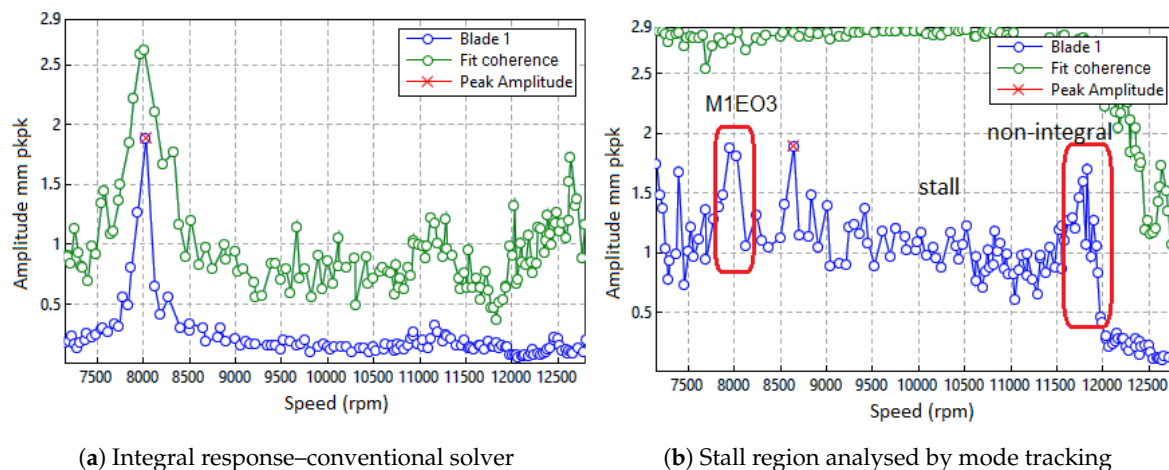 2.9
2.5
2
1.5
1
0.5
Amplitude mm pkpk
Blade 1
Fit coherence
Peak Amplitude
7500 8000 8500 9000 9500 10000 10500 11000 11500 12000 12500
Speed (rpm)
(a) Integral response–conventional solver
2.9
2.5
2
1.5
1
0.5
Amplitude mm pkpk
Blade 1
Fit coherence
Peak Amplitude
M1EO3
non-integral
stall
7500 8000 8500 9000 9500 10000 10500 11000 11500 12000 12500
Speed (rpm)
(b) Stall region analysed by mode tracking